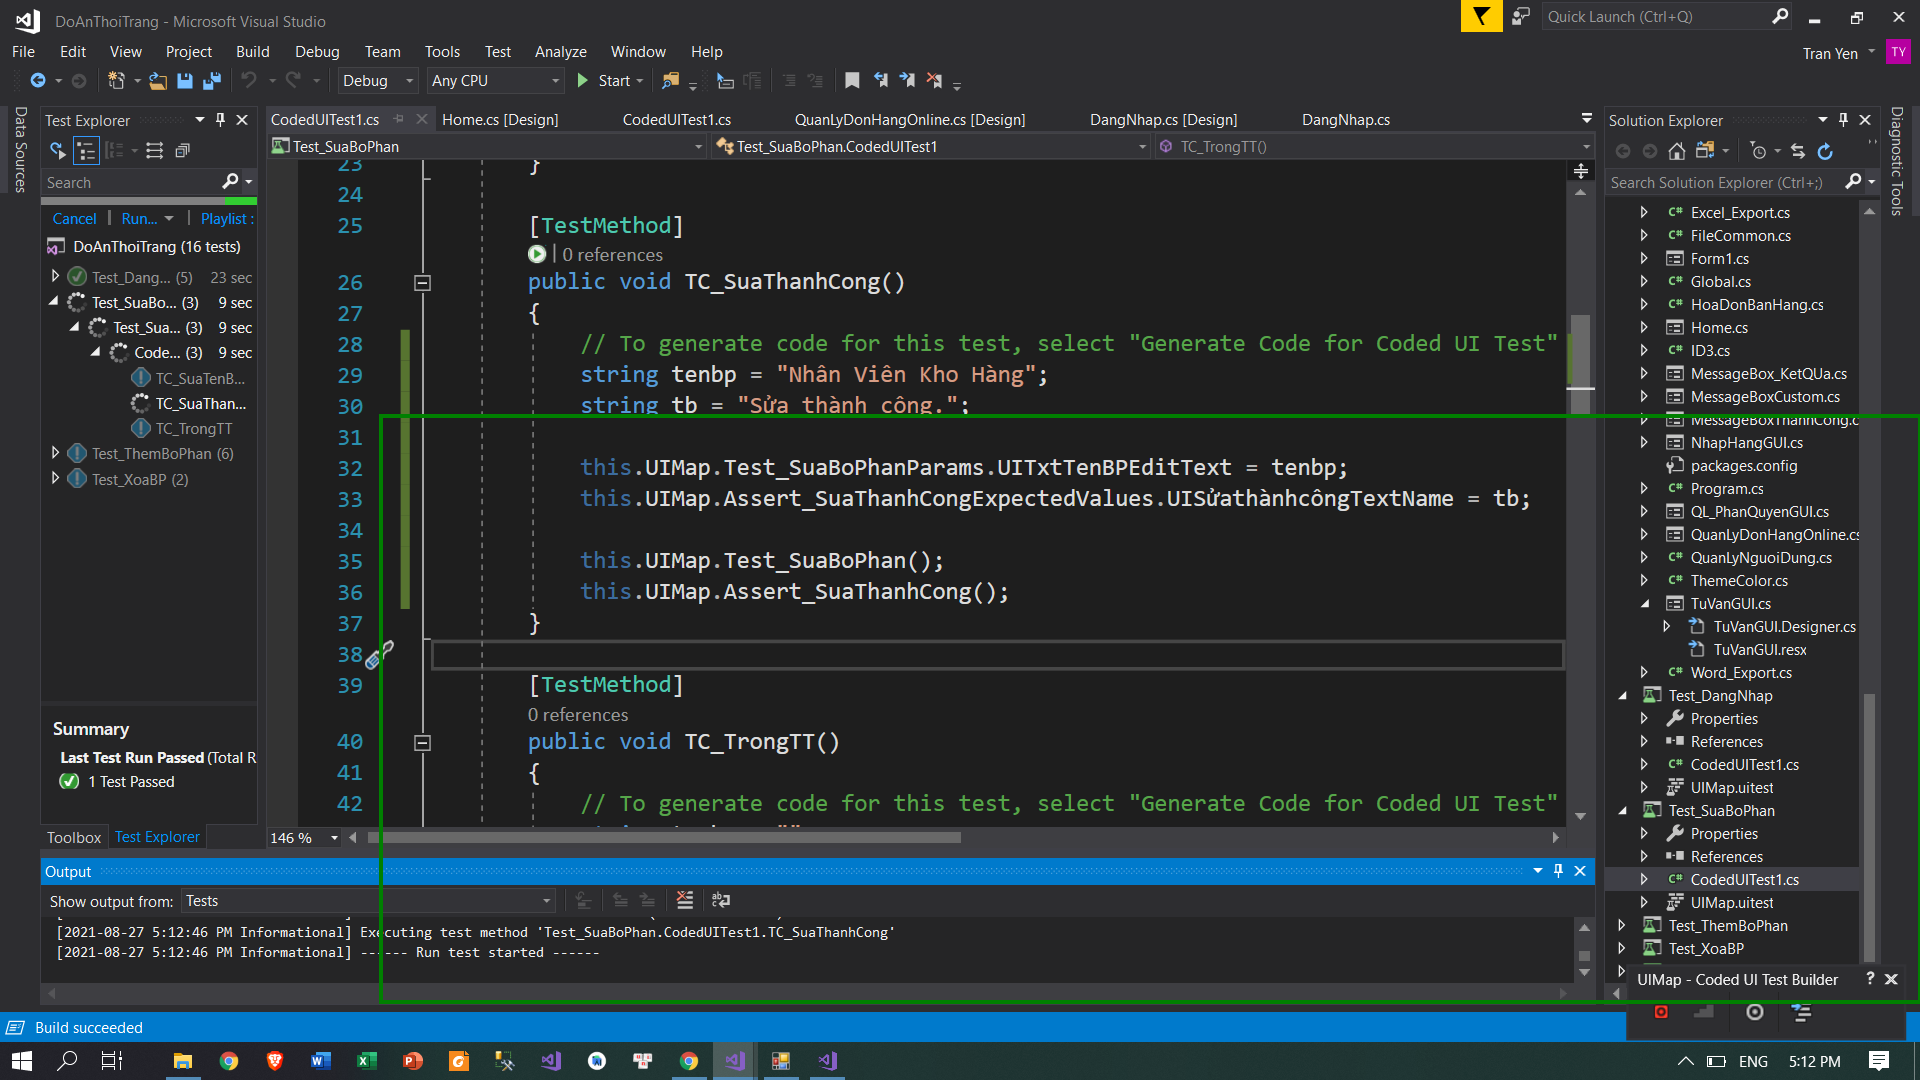 DoAnThoiTrang - Microsoft Visual Studio
Quick Launch (Ctrl+Q)
File Edit View Project Build Debug Team Tools Test Analyze Window Help
Tran Yen
TY
Debug
Any CPU
Start
Data Sources
Test Explorer
Search
Cancel
Run...
Playlist :
DoAnThoiTrang (16 tests)
Test_Dang... (5) 23 sec
Test_SuaBo... (3) 9 sec
Test_Sua... (3) 9 sec
Code... (3) 9 sec
TC_SuaTenB...
TC_SuaThan...
TC_TrongTT
Test_ThemBoPhan (6)
Test_XoaBP (2)
Summary
Last Test Run Passed (Total R
1 Test Passed
Toolbox
Test Explorer
CodedUITest1.cs
Home.cs [Design]
CodedUITest1.cs
QuanLyDonHangOnline.cs [Design]
DangNhap.cs [Design]
DangNhap.cs
Test_SuaBoPhan
Test_SuaBoPhan.CodedUITest1
TC_TrongTT()
23 }
24
25 [TestMethod]
0 references
26 public void TC_SuaThanhCong()
27 {
28 // To generate code for this test, select "Generate Code for Coded UI Test"
29 string tenbp = "Nhân Viên Kho Hàng";
30 string tb = "Sửa thành công.";
31
32 this.UIMap.Test_SuaBoPhanParams.UITxtTenBPEditText = tenbp;
33 this.UIMap.Assert_SuaThanhCongExpectedValues.UISửathànhcôngTextName = tb;
34
35 this.UIMap.Test_SuaBoPhan();
36 this.UIMap.Assert_SuaThanhCong();
37 }
38
39 [TestMethod]
0 references
40 public void TC_TrongTT()
41 {
42 // To generate code for this test, select "Generate Code for Coded UI Test"
146 %
Output
Show output from: Tests
[2021-08-27 5:12:46 PM Informational] Executing test method 'Test_SuaBoPhan.CodedUITest1.TC_SuaThanhCong'
[2021-08-27 5:12:46 PM Informational] ------ Run test started ------
Solution Explorer
Search Solution Explorer (Ctrl+;)
Excel_Export.cs
FileCommon.cs
Form1.cs
Global.cs
HoaDonBanHang.cs
Home.cs
ID3.cs
MessageBox_KetQUa.cs
MessageBoxCustom.cs
MessageBoxThanhCong.c
NhapHangGUI.cs
packages.config
Program.cs
QL_PhanQuyenGUI.cs
QuanLyDonHangOnline.cs
QuanLyNguoiDung.cs
ThemeColor.cs
TuVanGUI.cs
TuVanGUI.Designer.cs
TuVanGUI.resx
Word_Export.cs
Test_DangNhap
Properties
References
CodedUITest1.cs
UIMap.uitest
Test_SuaBoPhan
Properties
References
CodedUITest1.cs
UIMap.uitest
Test_ThemBoPhan
Test_XoaBP
Diagnostic Tools
UIMap - Coded UI Test Builder
Build succeeded
ENG
5:12 PM